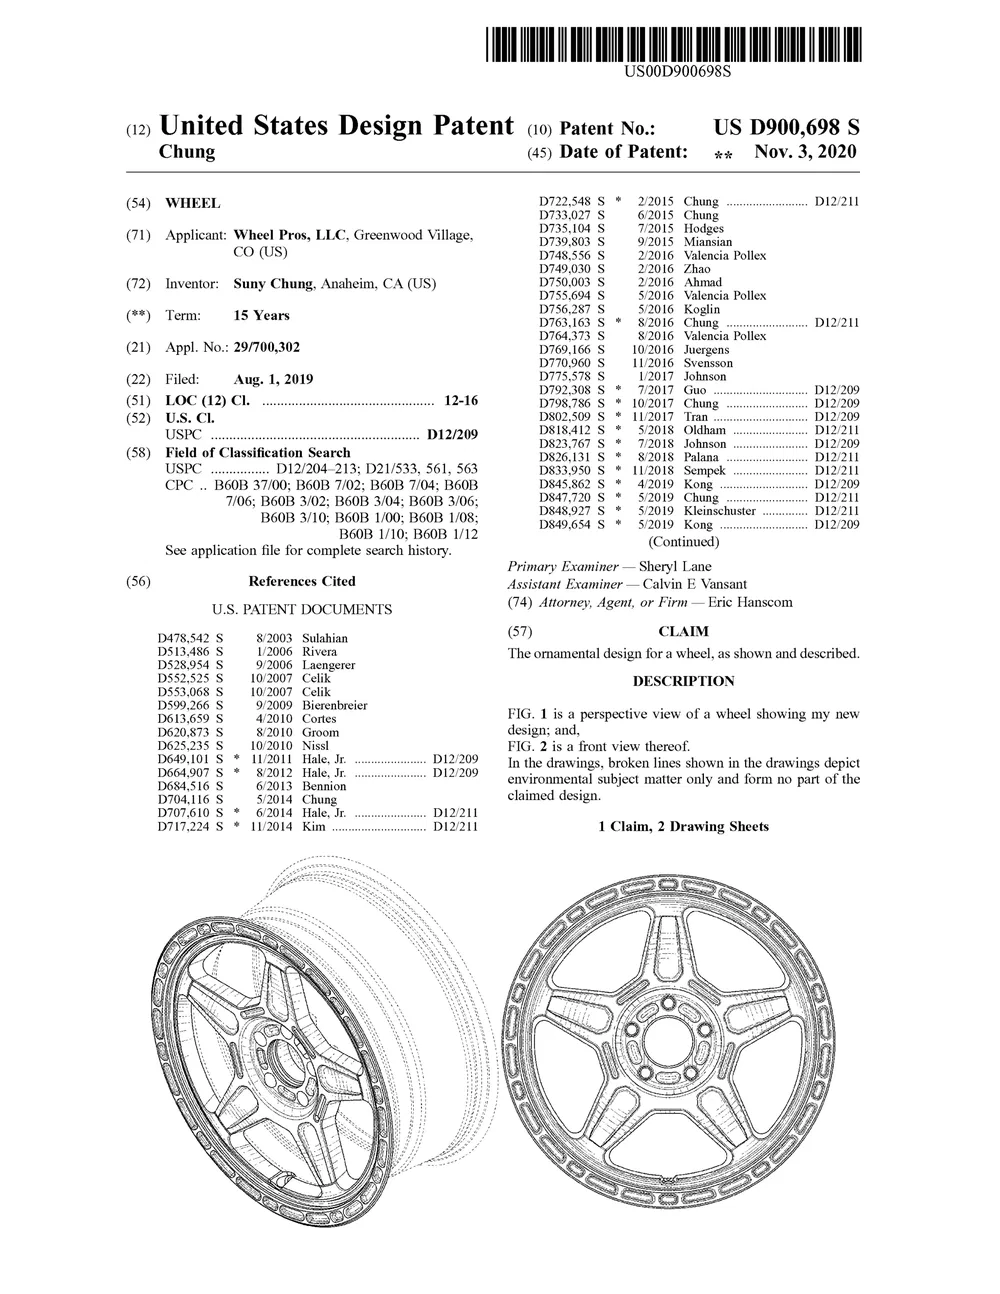 US00D900698S
(12) United States Design Patent
Chung
(10) Patent No.: US D900,698 S
(45) Date of Patent: ** Nov. 3, 2020
(54) WHEEL
(71) Applicant: Wheel Pros, LLC, Greenwood Village,
CO (US)
(72) Inventor: Suny Chung, Anaheim, CA (US)
(**) Term: 15 Years
(21) Appl. No.: 29/700,302
(22) Filed: Aug. 1, 2019
(51) LOC (12) Cl. ................................................ 12-16
(52) U.S. Cl.
USPC .......................................................... D12/209
(58) Field of Classification Search
USPC ................ D12/204–213; D21/533, 561, 563
CPC .. B60B 37/00; B60B 7/02; B60B 7/04; B60B
7/06; B60B 3/02; B60B 3/04; B60B 3/06;
B60B 3/10; B60B 1/00; B60B 1/08;
B60B 1/10; B60B 1/12
See application file for complete search history.
(56) References Cited
U.S. PATENT DOCUMENTS
D478,542 S 8/2003 Sulahian
D513,486 S 1/2006 Rivera
D528,954 S 9/2006 Laengerer
D552,525 S 10/2007 Celik
D553,068 S 10/2007 Celik
D599,266 S 9/2009 Bierenbreier
D613,659 S 4/2010 Cortes
D620,873 S 8/2010 Groom
D625,235 S 10/2010 Nissl
D649,101 S * 11/2011 Hale, Jr. ...................... D12/209
D664,907 S * 8/2012 Hale, Jr. ...................... D12/209
D684,516 S 6/2013 Bennion
D704,116 S 5/2014 Chung
D707,610 S * 6/2014 Hale, Jr. ...................... D12/211
D717,224 S * 11/2014 Kim ............................. D12/211
D722,548 S * 2/2015 Chung ......................... D12/211
D733,027 S 6/2015 Chung
D735,104 S 7/2015 Hodges
D739,803 S 9/2015 Miansian
D748,556 S 2/2016 Valencia Pollex
D749,030 S 2/2016 Zhao
D750,003 S 2/2016 Ahmad
D755,694 S 5/2016 Valencia Pollex
D756,287 S 5/2016 Koglin
D763,163 S * 8/2016 Chung ......................... D12/211
D764,373 S 8/2016 Valencia Pollex
D769,166 S 10/2016 Juergens
D770,960 S 11/2016 Svensson
D775,578 S 1/2017 Johnson
D792,308 S * 7/2017 Guo ............................. D12/209
D798,786 S * 10/2017 Chung ......................... D12/209
D802,509 S * 11/2017 Tran ............................. D12/209
D818,412 S * 5/2018 Oldham ....................... D12/211
D823,767 S * 7/2018 Johnson ....................... D12/209
D826,131 S * 8/2018 Palana ......................... D12/211
D833,950 S * 11/2018 Sempek ....................... D12/211
D845,862 S * 4/2019 Kong ........................... D12/209
D847,720 S * 5/2019 Chung ......................... D12/211
D848,927 S * 5/2019 Kleinschuster .............. D12/211
D849,654 S * 5/2019 Kong ........................... D12/209
(Continued)
Primary Examiner — Sheryl Lane
Assistant Examiner — Calvin E Vansant
(74) Attorney, Agent, or Firm — Eric Hanscom
(57) CLAIM
The ornamental design for a wheel, as shown and described.
DESCRIPTION
FIG. 1 is a perspective view of a wheel showing my new
design; and,
FIG. 2 is a front view thereof.
In the drawings, broken lines shown in the drawings depict
environmental subject matter only and form no part of the
claimed design.
1 Claim, 2 Drawing Sheets